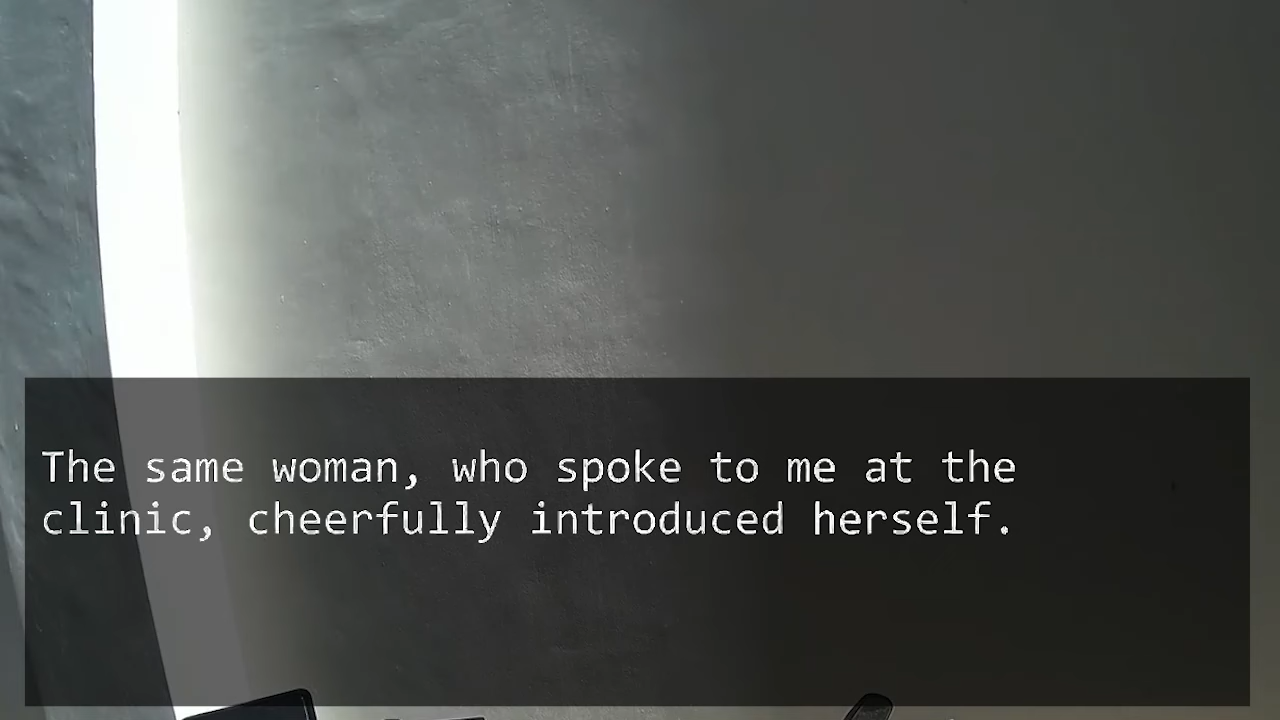 The same woman, who spoke to me at the
clinic, cheerfully introduced herself.